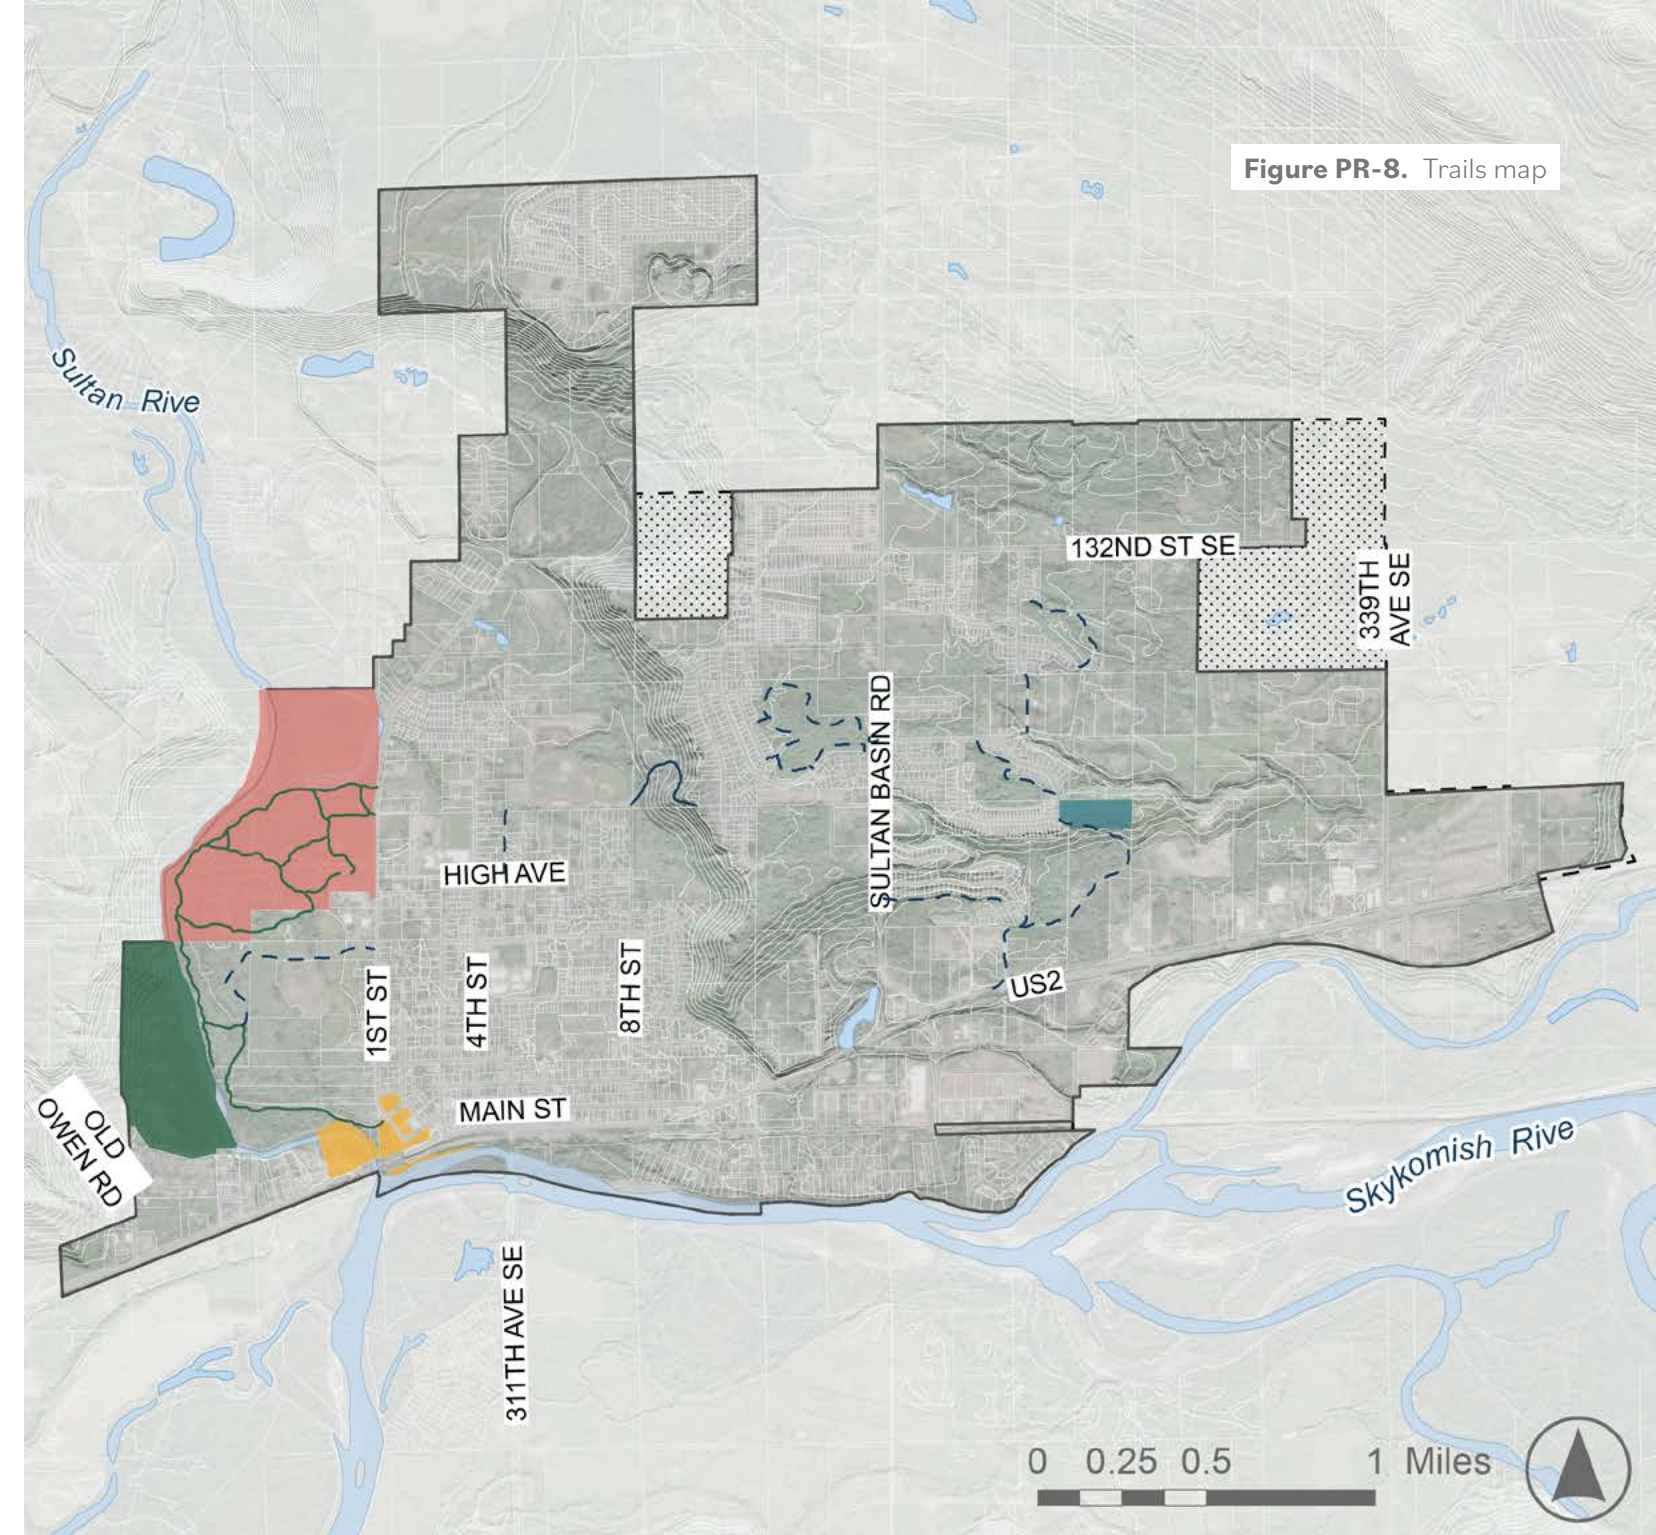 Figure PR-8. Trails map
Sultan Rive
132ND ST SE
339TH
AVE SE
SULTAN BASIN RD
HIGH AVE
1ST ST
4TH ST
8TH ST
US2
OLD
OWEN RD
MAIN ST
Skykomish Rive
311TH AVE SE
0 0.25 0.5 1 Miles